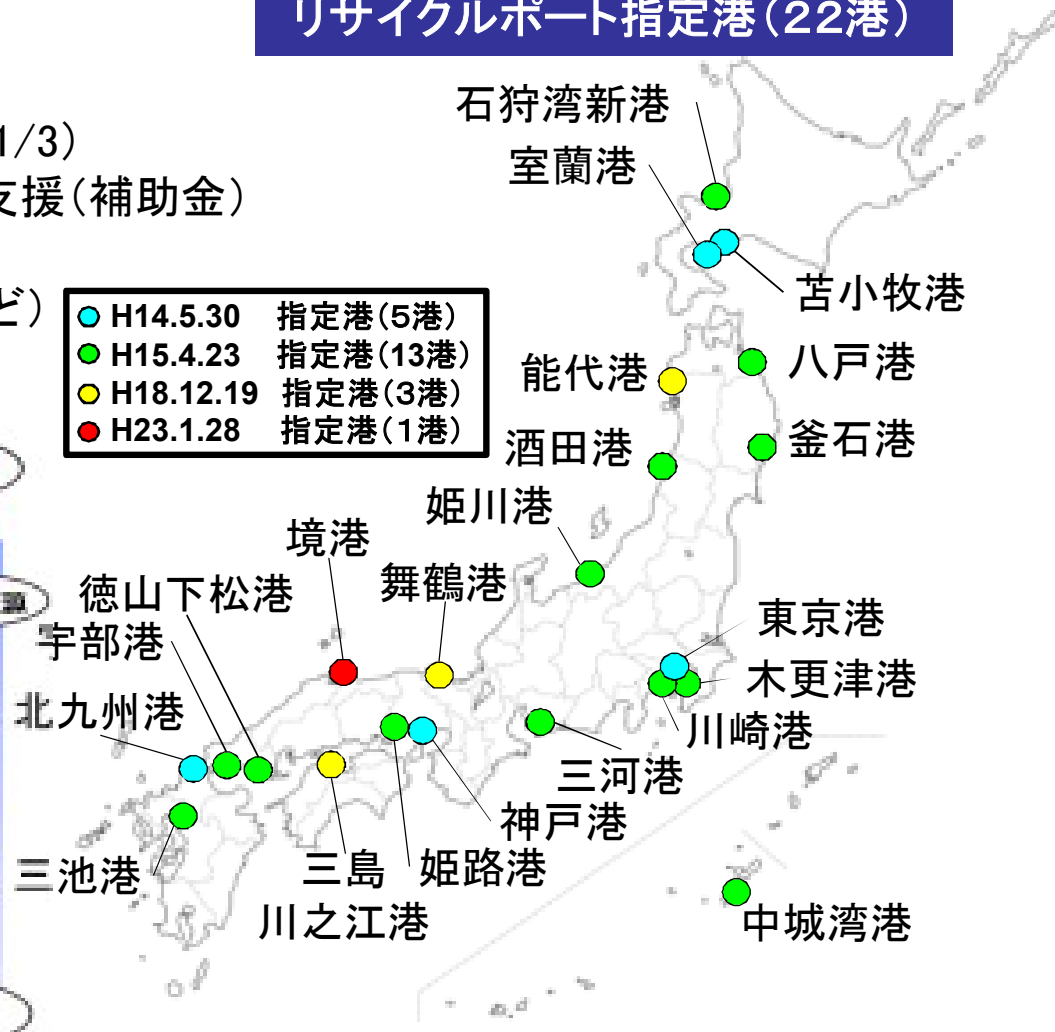 リサイクルポート指定港（２２港）
石狩湾新港
1/3)
室蘭港
支援（補助金）
苫小牧港
ど）
H14.5.30 指定港（5港）
H15.4.23 指定港（13港）
H18.12.19 指定港（３港）
H23.1.28 指定港（１港）
八戸港
能代港
釜石港
酒田港
姫川港
境港
舞鶴港
徳山下松港
東京港
宇部港
木更津港
北九州港
川崎港
三河港
神戸港
三池港
三島
川之江港
姫路港
中城湾港